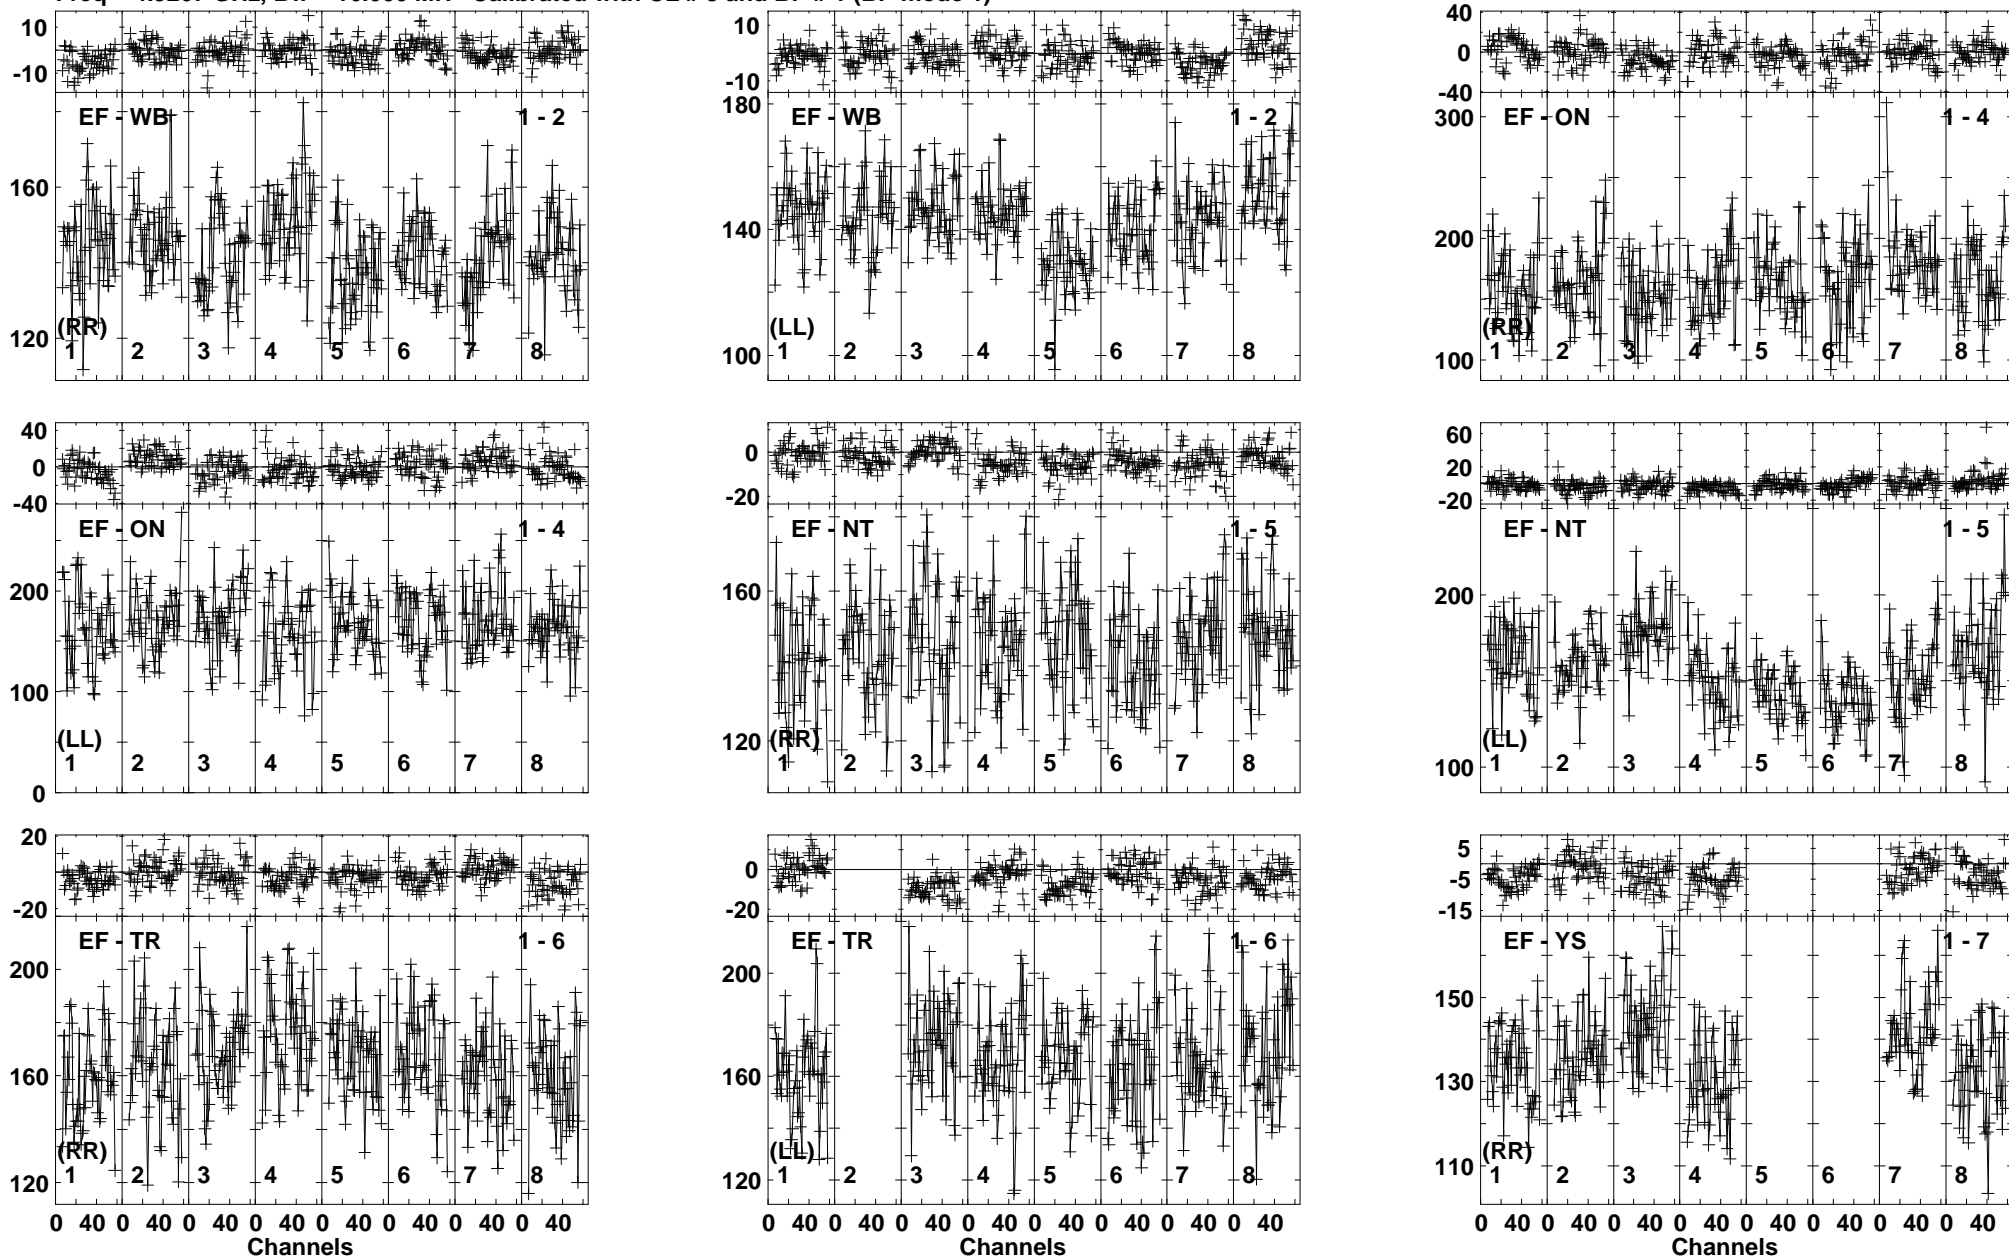 10 -10 EF - WB 1 - 2 160 120 (RR) 1 2 3 4 5 6 7 8
10 -10 180 EF - WB 1 - 2 140 100 (LL) 1 2 3 4 5 6 7 8
40 0 -40 300 EF - ON 1 - 4 200 100 (RR) 1 2 3 4 5 6 7 8
40 0 -40 EF - ON 1 - 4 200 100 0 (LL) 1 2 3 4 5 6 7 8
0 -20 EF - NT 1 - 5 160 120 (RR) 1 2 3 4 5 6 7 8
60 20 -20 EF - NT 1 - 5 200 100 (LL) 1 2 3 4 5 6 7 8
20 0 -20 EF - TR 1 - 6 200 160 120 (RR) 1 2 3 4 5 6 7 8
0 40 0 40 0 40 0 40 0 40 0 40 0 40 0 40
Channels
0 -20 EF - TR 1 - 6 200 160 120 (LL) 1 2 3 4 5 6 7 8
0 40 0 40 0 40 0 40 0 40 0 40 0 40 0 40
Channels
5 -5 -15 EF - YS 1 - 7 150 130 110 (RR) 1 2 3 4 5 6 7 8
0 40 0 40 0 40 0 40 0 40 0 40 0 40 0 40
Channels